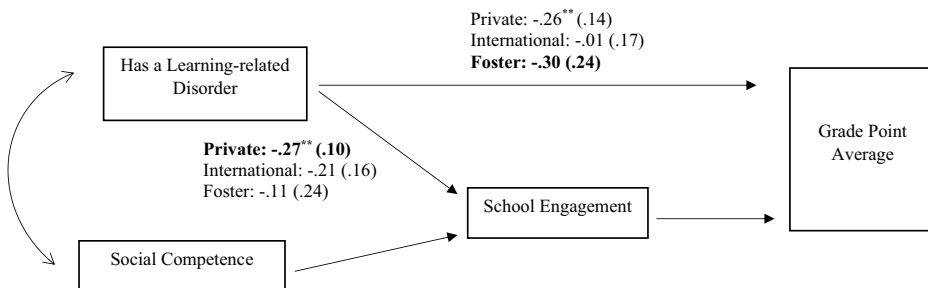 Private: -.26** (.14)
International: -.01 (.17)
Foster: -.30 (.24)
Has a Learning-related
Disorder
Grade Point
Average
Private: -.27** (.10)
International: -.21 (.16)
Foster: -.11 (.24)
School Engagement
Social Competence